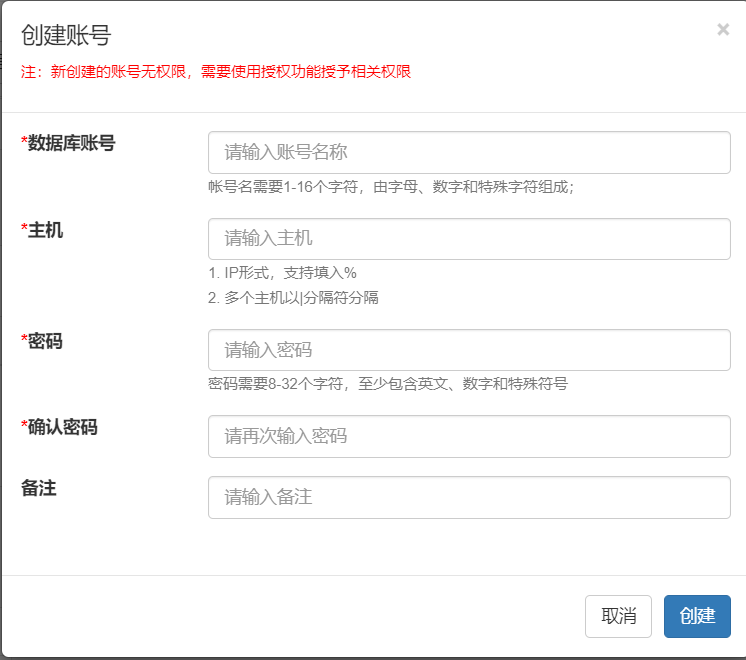 创建账号
×
注：新创建的账号无权限，需要使用授权功能授予相关权限
*数据库账号
请输入账号名称
帐号名需要1-16个字符，由字母、数字和特殊字符组成；
*主机
请输入主机
1. IP形式，支持填入%
2. 多个主机以|分隔符分隔
*密码
请输入密码
密码需要8-32个字符，至少包含英文、数字和特殊符号
*确认密码
请再次输入密码
备注
请输入备注
取消
创建